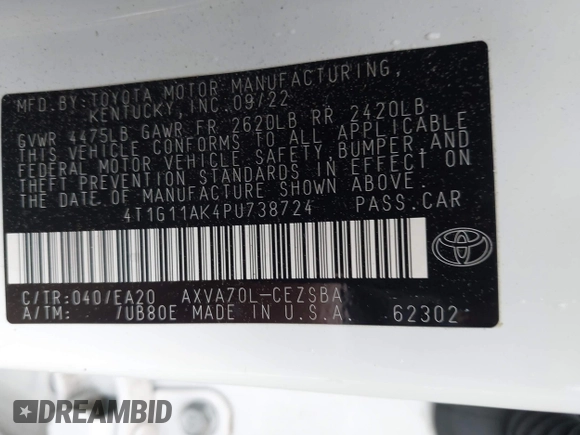 MFD. BY: TOYOTA MOTOR MANUFACTURING,
KENTUCKY, INC. 09/22
GVWR 4475LB GAWR FR 2620LB RR 2420LB
THIS VEHICLE CONFORMS TO ALL APPLICABLE
FEDERAL MOTOR VEHICLE SAFETY, BUMPER, AND
THEFT PREVENTION STANDARDS IN EFFECT ON
THE DATE OF MANUFACTURE SHOWN ABOVE.
4T1G11AK4PU738724 PASS. CAR
C/TR: 040/EA20 AXVA70L-CEZSBA
A/TM: /UB80E MADE IN U.S.A. 62302
DREAMBID